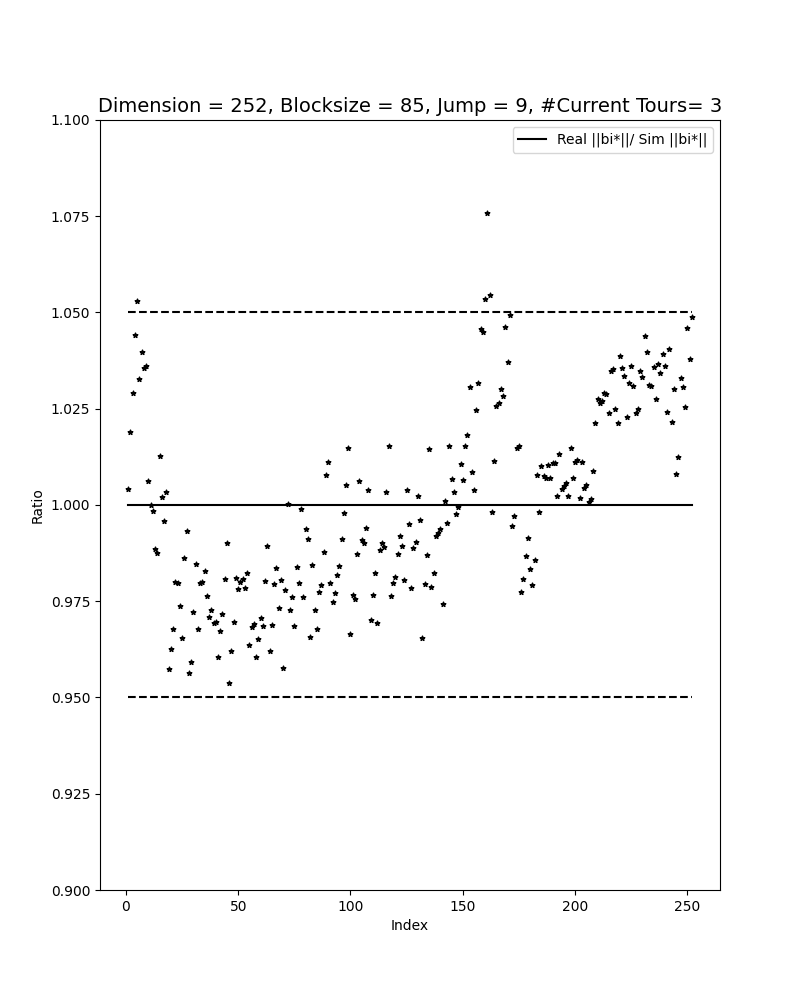 Dimension = 252, Blocksize = 85, Jump = 9, #Current Tours= 3
Real ||bi*||/ Sim ||bi*||
1.100
1.075
1.050
1.025
1.000
0.975
0.950
0.925
0.900
Ratio
0 50 100 150 200 250
Index